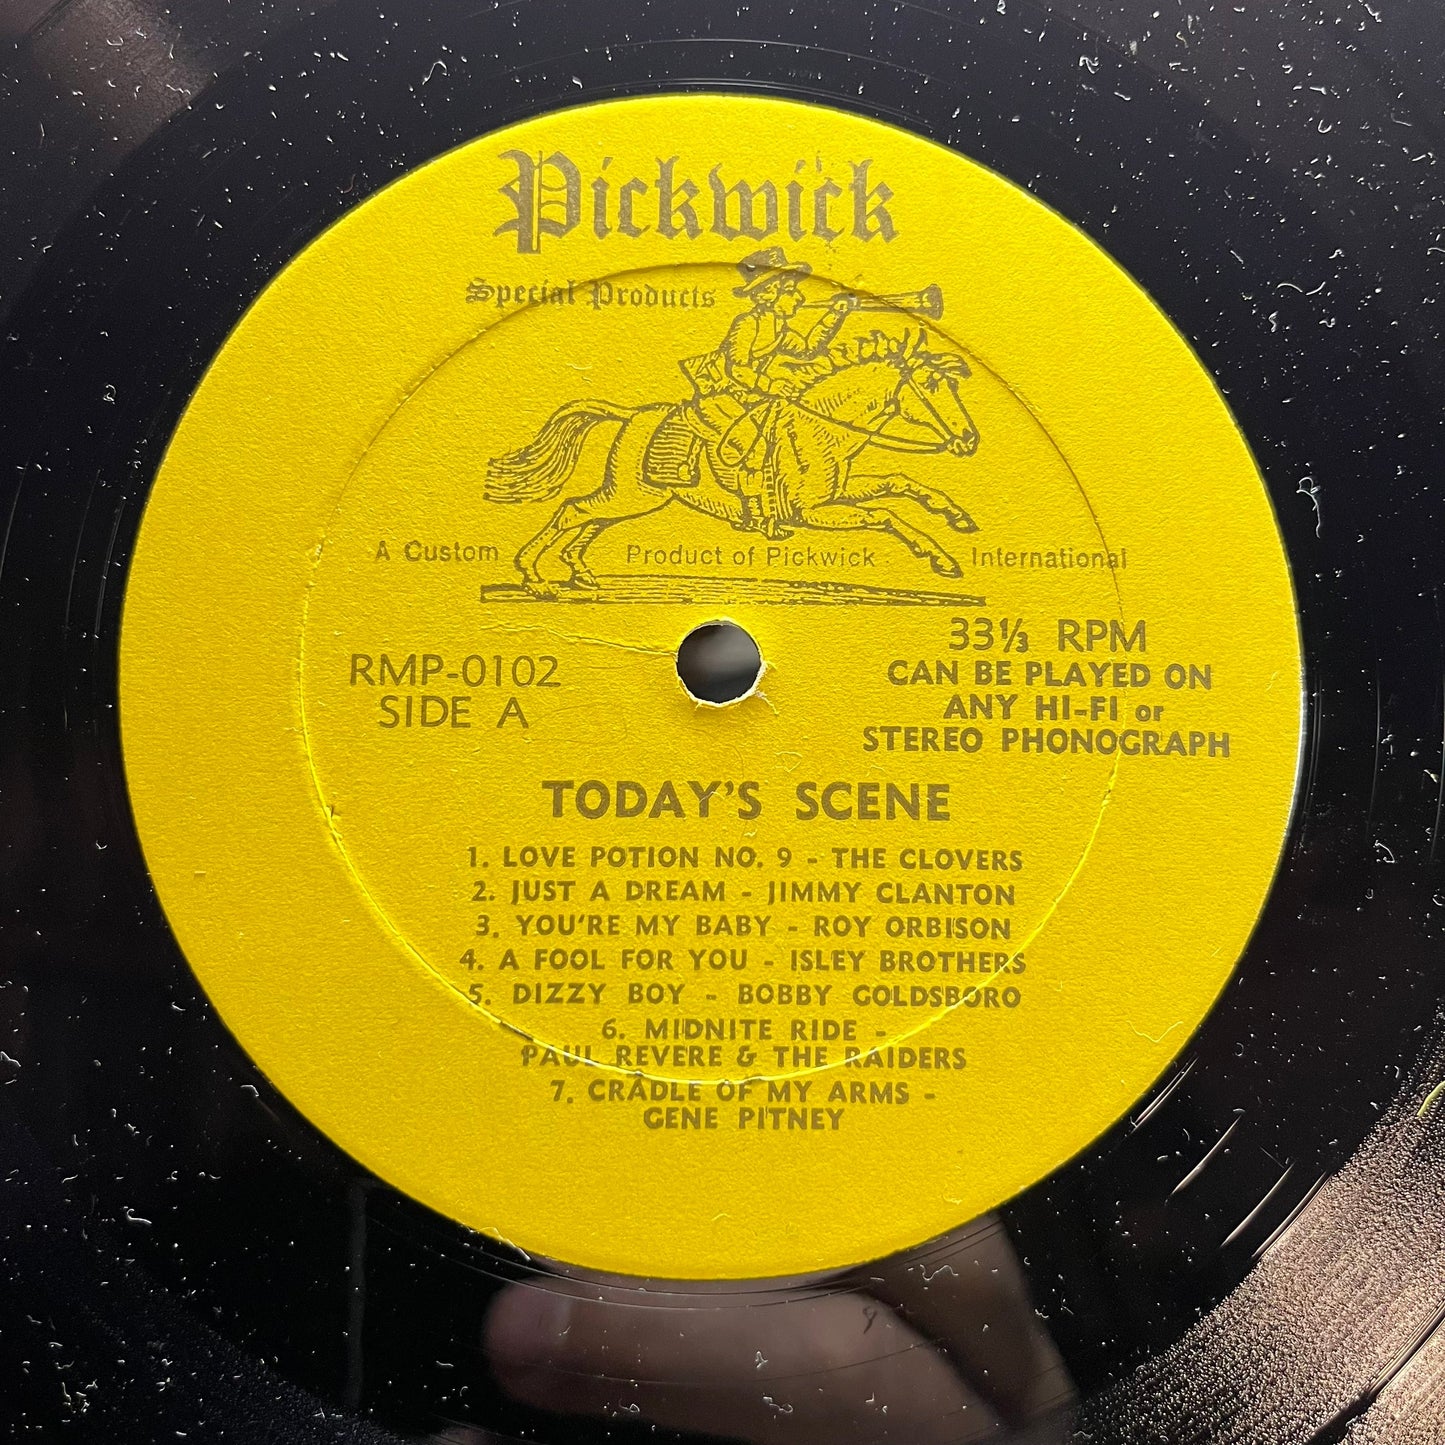 Pickwick
Special Products
A Custom Product of Pickwick International
33⅓ RPM
CAN BE PLAYED ON
ANY HI-FI or
STEREO PHONOGRAPH
RMP-0102
SIDE A
TODAY'S SCENE
1. LOVE POTION NO. 9 - THE CLOVERS
2. JUST A DREAM - JIMMY CLANTON
3. YOU'RE MY BABY - ROY ORBISON
4. A FOOL FOR YOU - ISLEY BROTHERS
5. DIZZY BOY - BOBBY GOLDSBORO
6. MIDNITE RIDE -
PAUL REVERE & THE RAIDERS
7. CRADLE OF MY ARMS -
GENE PITNEY